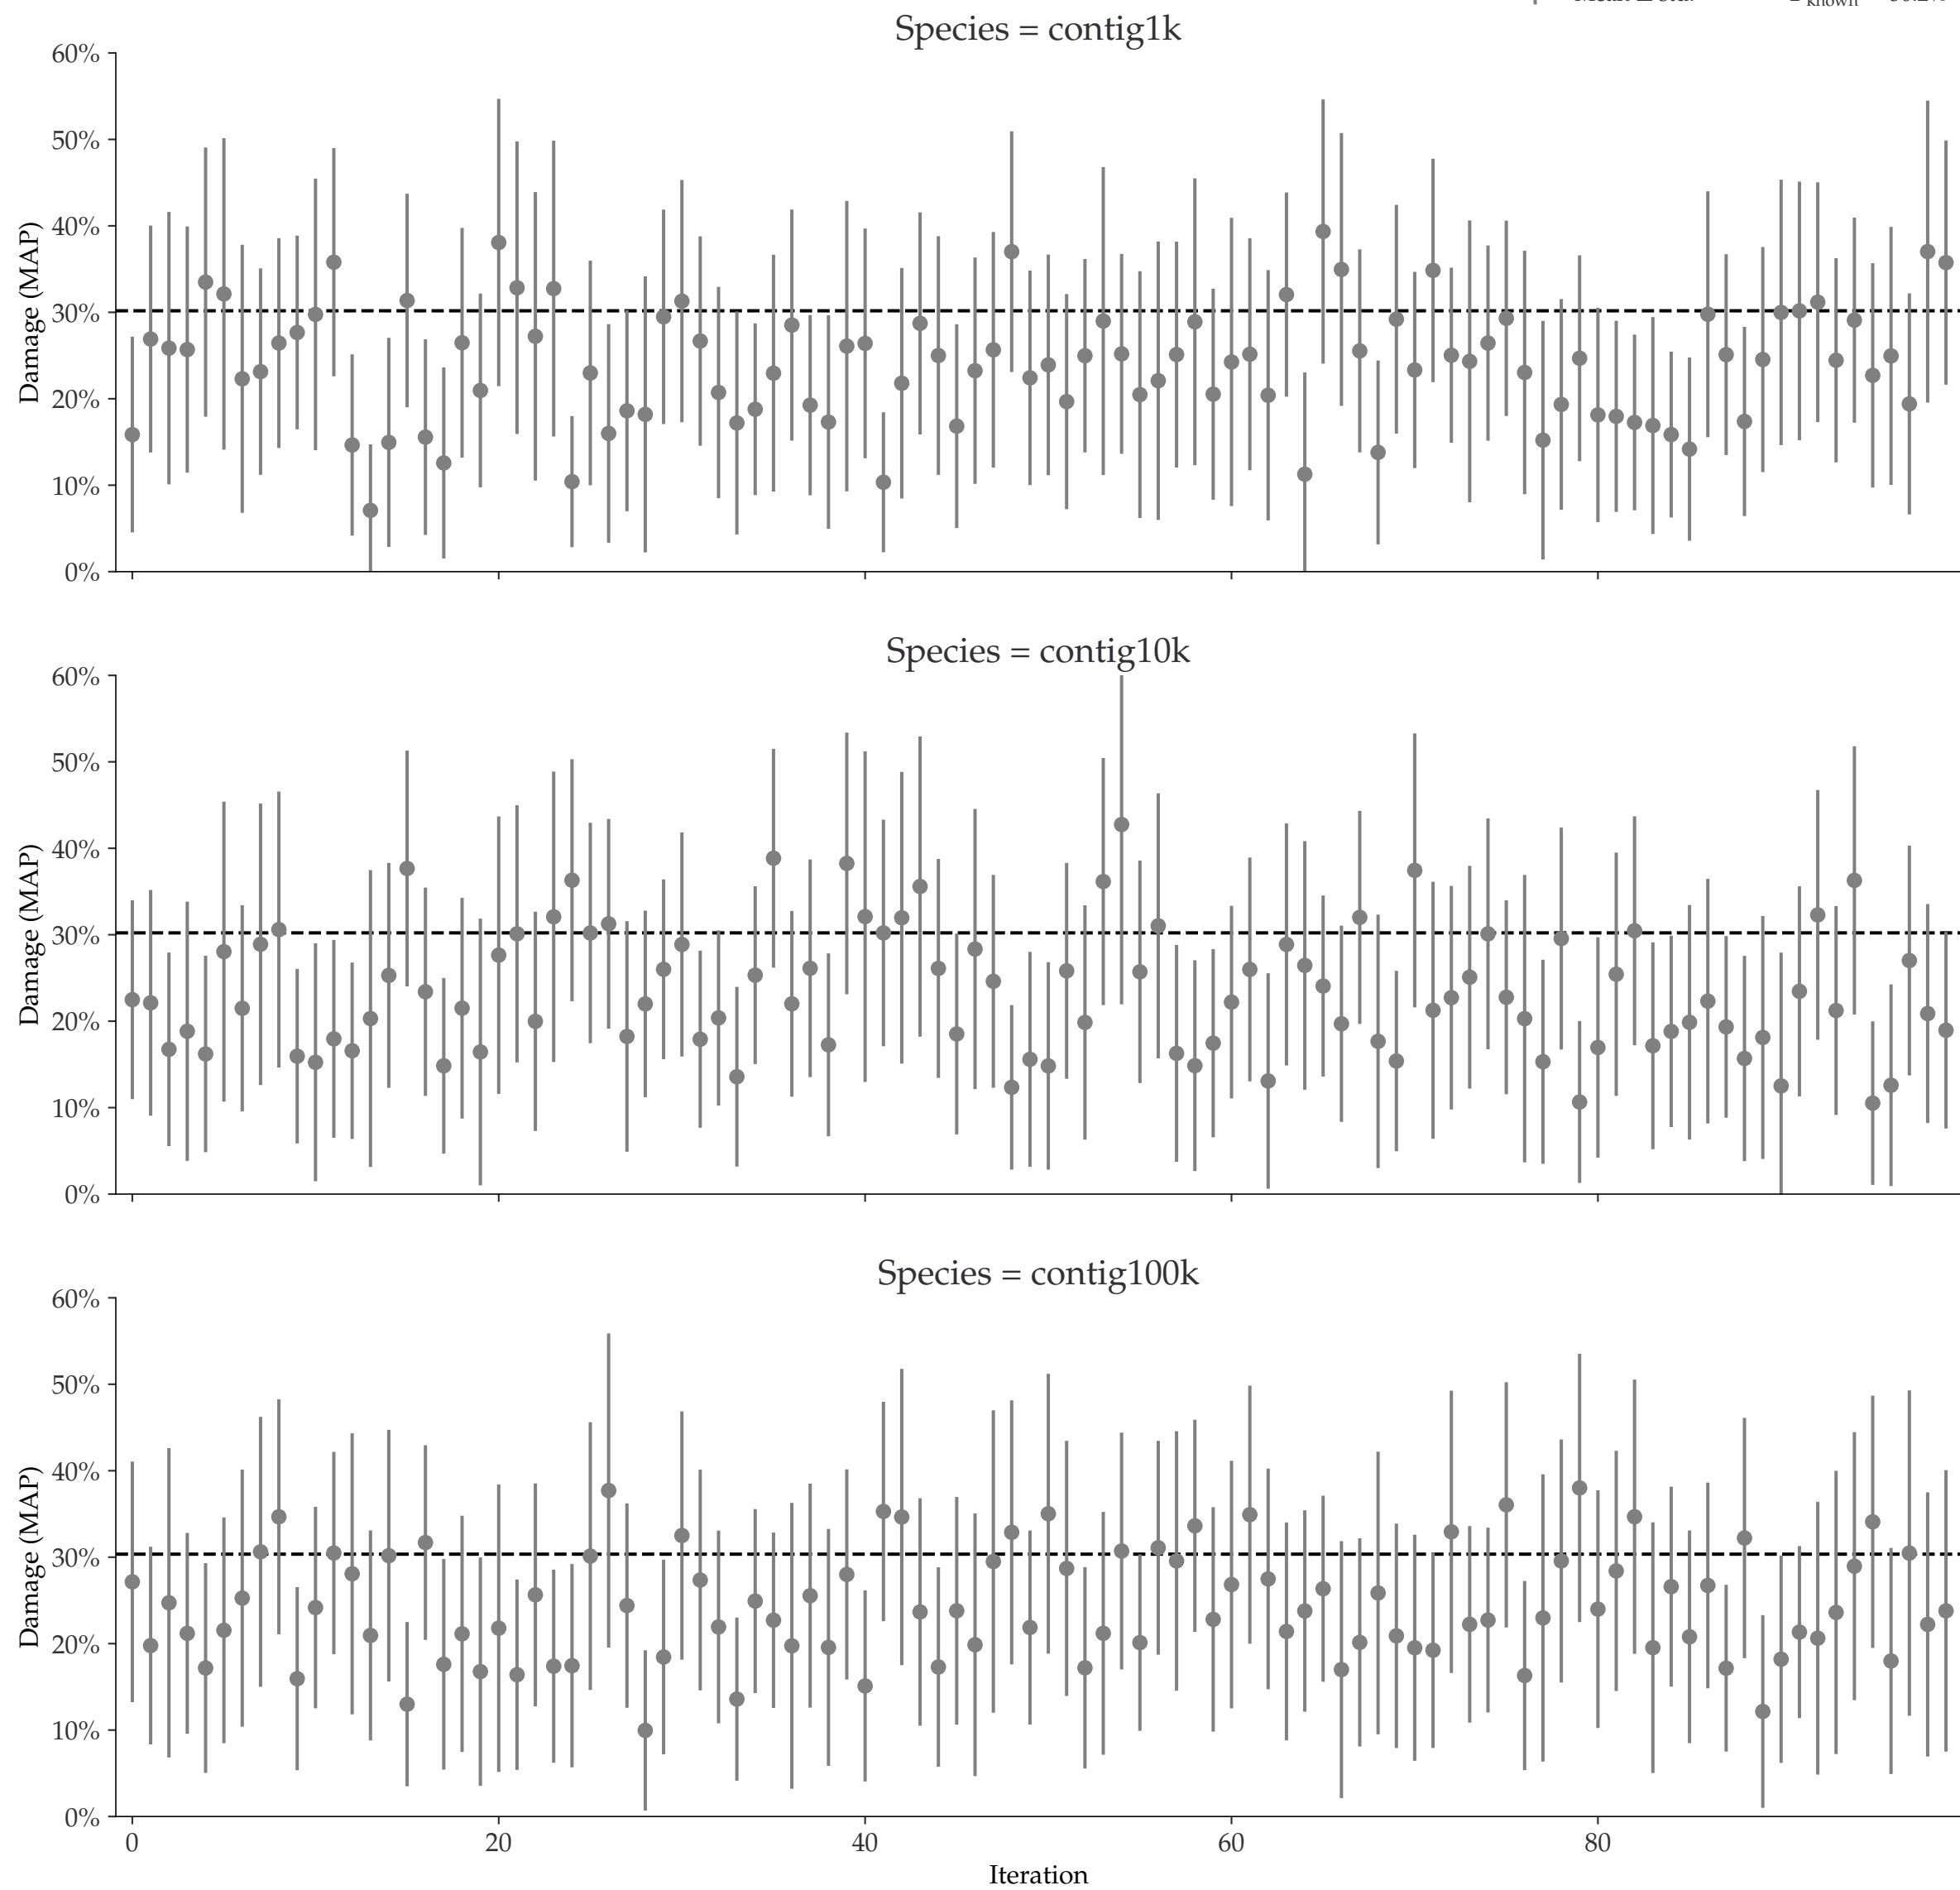 Species = contig1k
60%
50%
40%
30%
20%
10%
0%
Damage (MAP)
Species = contig10k
60%
50%
40%
30%
20%
10%
0%
Damage (MAP)
Species = contig100k
60%
50%
40%
30%
20%
10%
0%
Damage (MAP)
0 20 40 60 80
Iteration